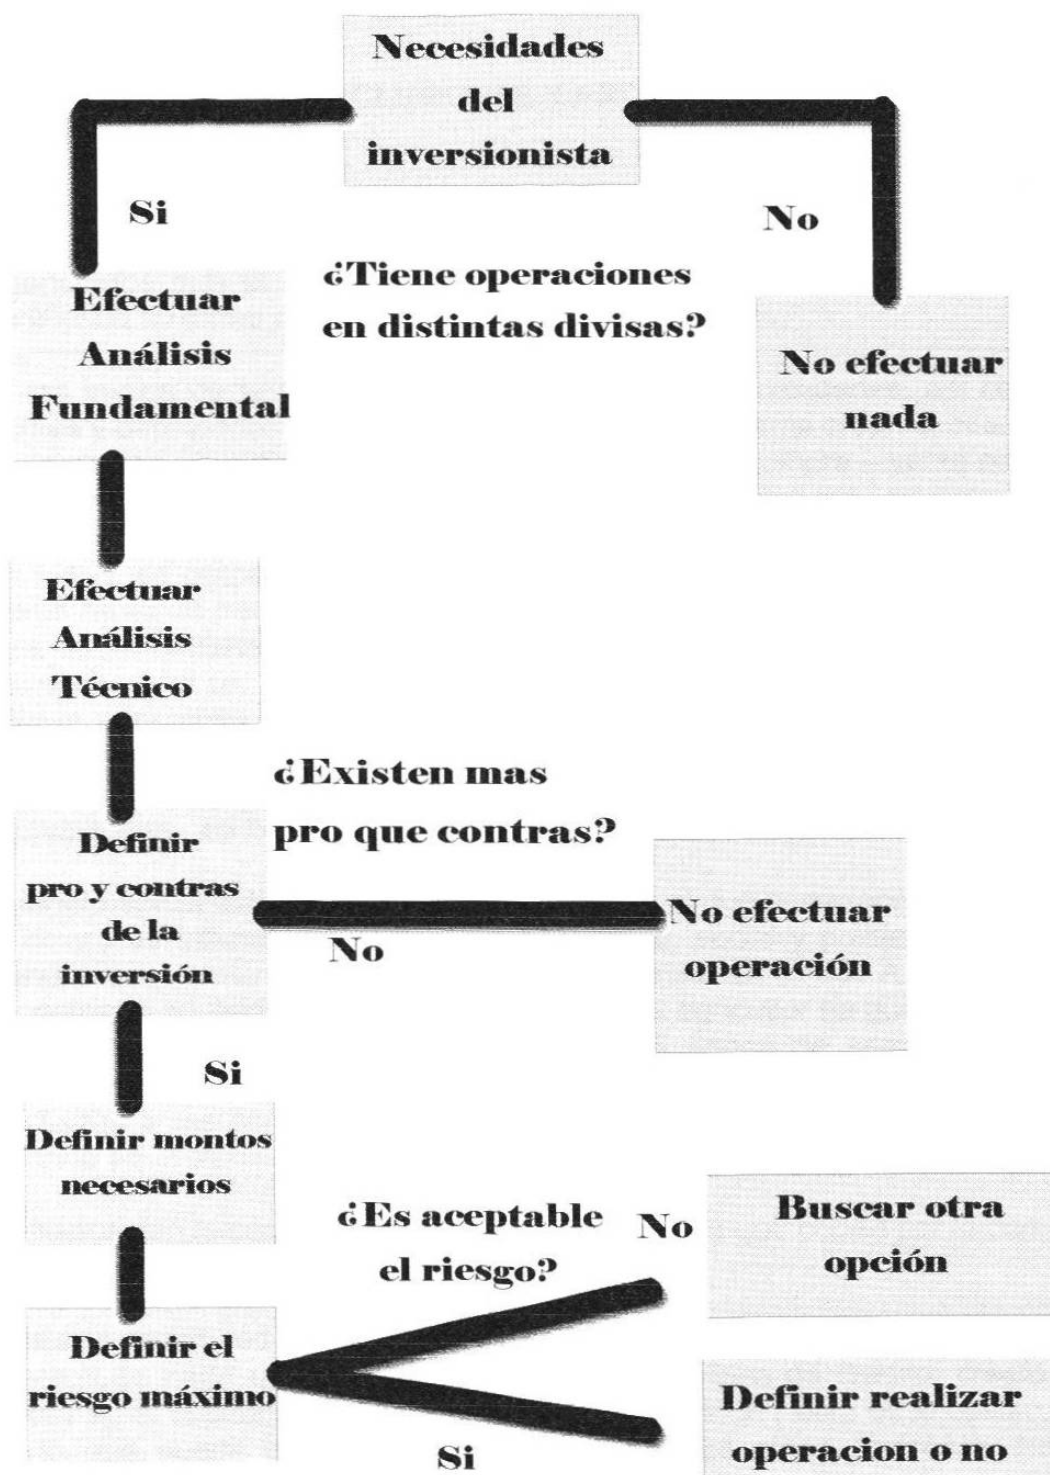 Necesidades
del
inversionista
Si
No
¿Tiene operaciones
en distintas divisas?
Efectuar
Análisis
Fundamental
No efectuar
nada
Efectuar
Análisis
Técnico
¿Existen mas
pro que contras?
Definir
pro y contras
de la
inversión
No
No efectuar
operación
Si
Definir montos
necesarios
¿Es aceptable
el riesgo?
No
Buscar otra
opción
Definir el
riesgo máximo
Si
Definir realizar
operacion o no